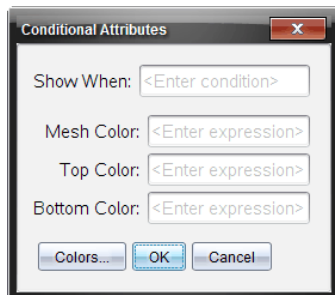 Conditional Attributes
Show When: <Enter condition>
Mesh Color: <Enter expression>
Top Color: <Enter expression>
Bottom Color: <Enter expression>
Colors... OK Cancel